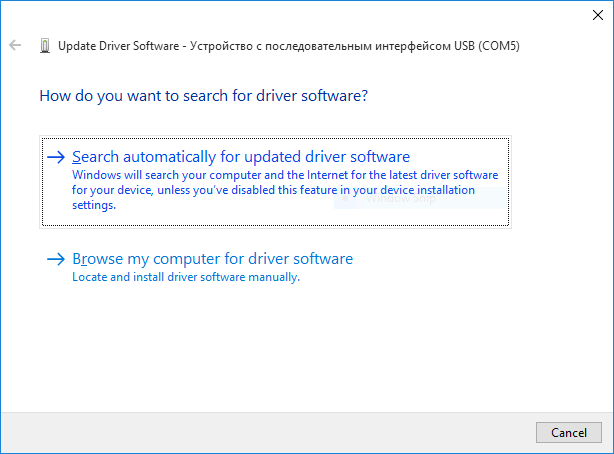 Update Driver Software - Устройство с последовательным интерфейсом USB (COM5)
How do you want to search for driver software?
Search automatically for updated driver software
Windows will search your computer and the Internet for the latest driver software
for your device, unless you've disabled this feature in your device installation
settings.
Window Snip
Browse my computer for driver software
Locate and install driver software manually.
Cancel